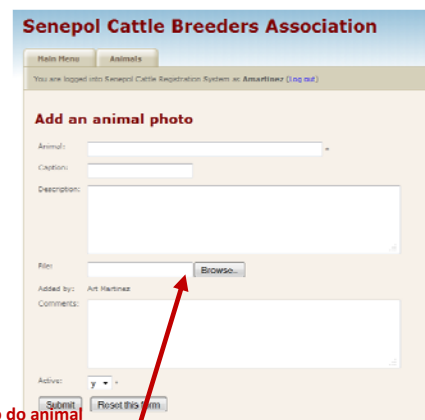 Senepol Cattle Breeders Association
Main Menu Animals
You are logged into Senepol Cattle Registration System as Amartinez (Log out)
Add an animal photo
Animal:
Caption:
Description:
File: Browse..
Added by: Art Martinez
Comments:
Active: y
Submit Reset this form
do animal